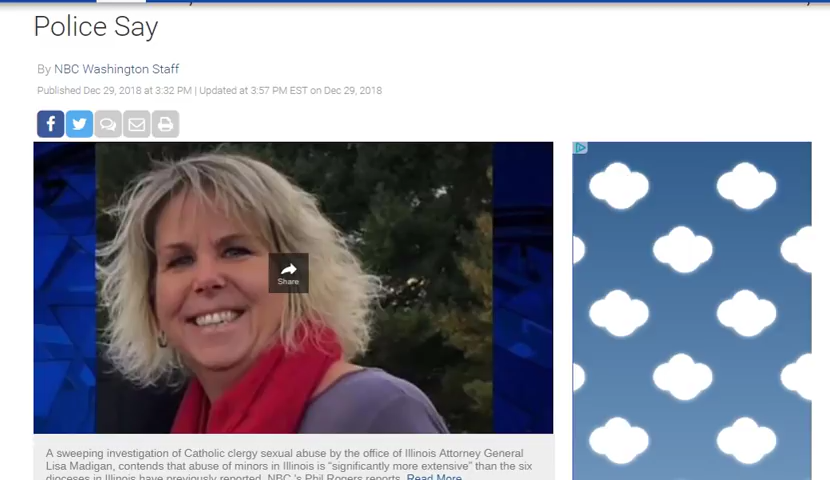 Police Say
By NBC Washington Staff
Published Dec 29, 2018 at 3:32 PM | Updated at 3:57 PM EST on Dec 29, 2018
Share
A sweeping investigation of Catholic clergy sexual abuse by the office of Illinois Attorney General
Lisa Madigan, contends that abuse of minors in Illinois is "significantly more extensive" than the six
dioceses in Illinois have previously reported. NBC 's Phil Rogers reports. Read More